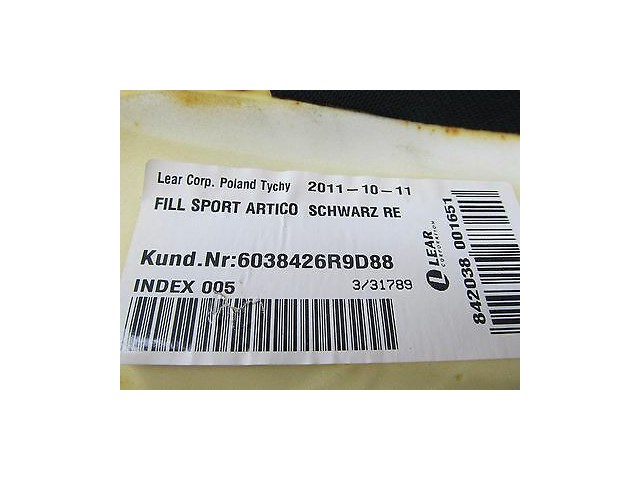 Lear Corp. Poland Tychy 2011-10-11
FILL SPORT ARTICO SCHWARZ RE
Kund.Nr:6038426R9D88
INDEX 005 3/31789
LEAR
CORPORATION
842038 001651